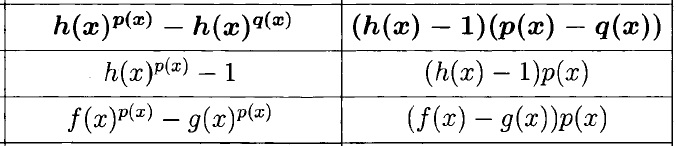 h(x)^{p(x)} − h(x)^{q(x)} (h(x) − 1)(p(x) − q(x))
h(x)^{p(x)} − 1 (h(x) − 1)p(x)
f(x)^{p(x)} − g(x)^{p(x)} (f(x) − g(x))p(x)